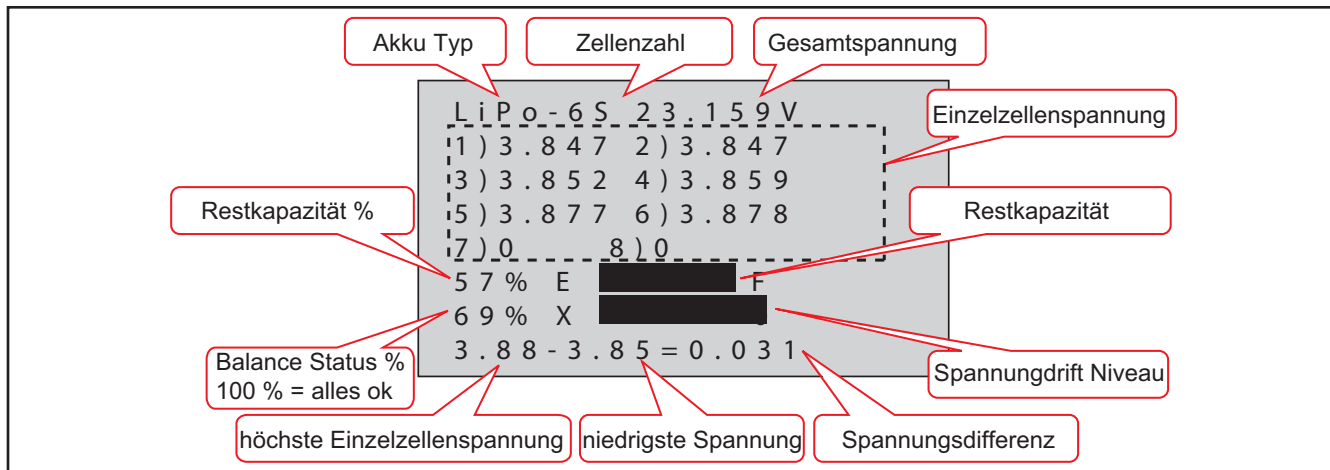 Akku Typ
Zellenzahl
Gesamtspannung
LiPo-6S 23.159V
Einzelzellenspannung
1)3.847 2)3.847
3)3.852 4)3.859
5)3.877 6)3.878
7)0 8)0
Restkapazität %
Restkapazität
57% E F
69% X
3.88-3.85=0.031
Balance Status %
100 % = alles ok
Spannungdrift Niveau
höchste Einzelzellenspannung
niedrigste Spannung
Spannungsdifferenz